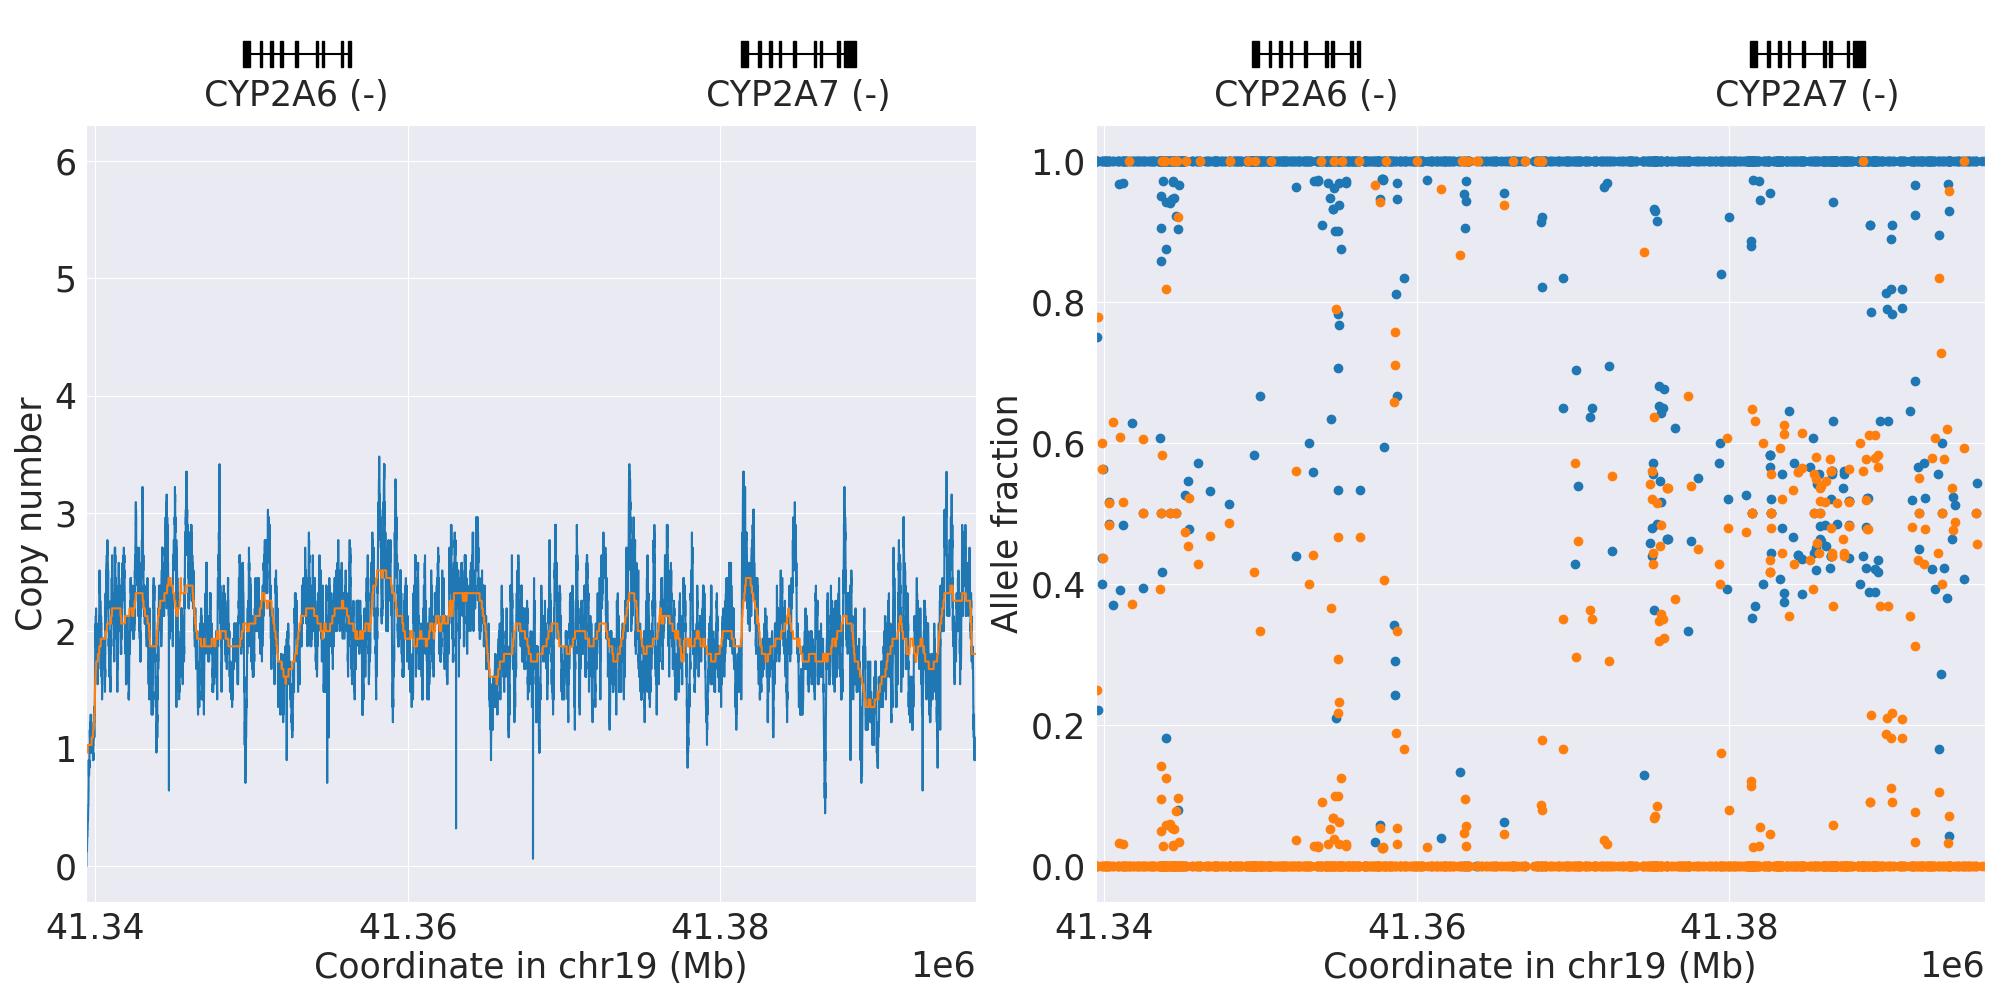 CYP2A6 (-) CYP2A7 (-)
CYP2A6 (-) CYP2A7 (-)
Copy number
6
5
4
3
2
1
0
41.34 41.36 41.38
Coordinate in chr19 (Mb) 1e6
Allele fraction
1.0
0.8
0.6
0.4
0.2
0.0
41.34 41.36 41.38
Coordinate in chr19 (Mb) 1e6